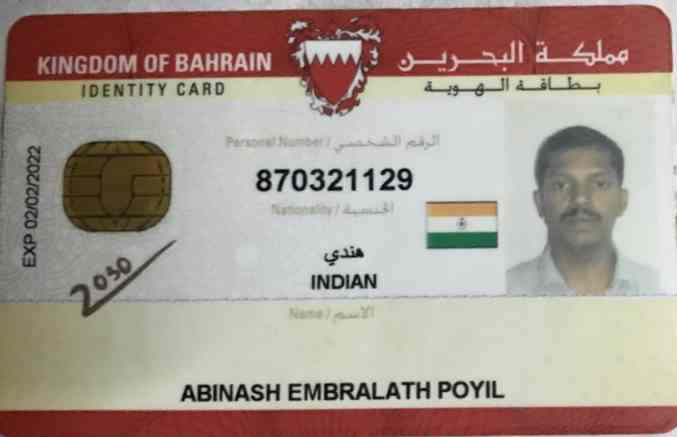 KINGDOM OF BAHRAIN
مملكة البحرين
IDENTITY CARD
بطاقة الهوية
Personal Number / الرقم الشخصي
870321129
Nationality / الجنسية
هندي
INDIAN
EXP 02/02/2022
2030
Name / الاسم
ABINASH EMBRALATH POYIL